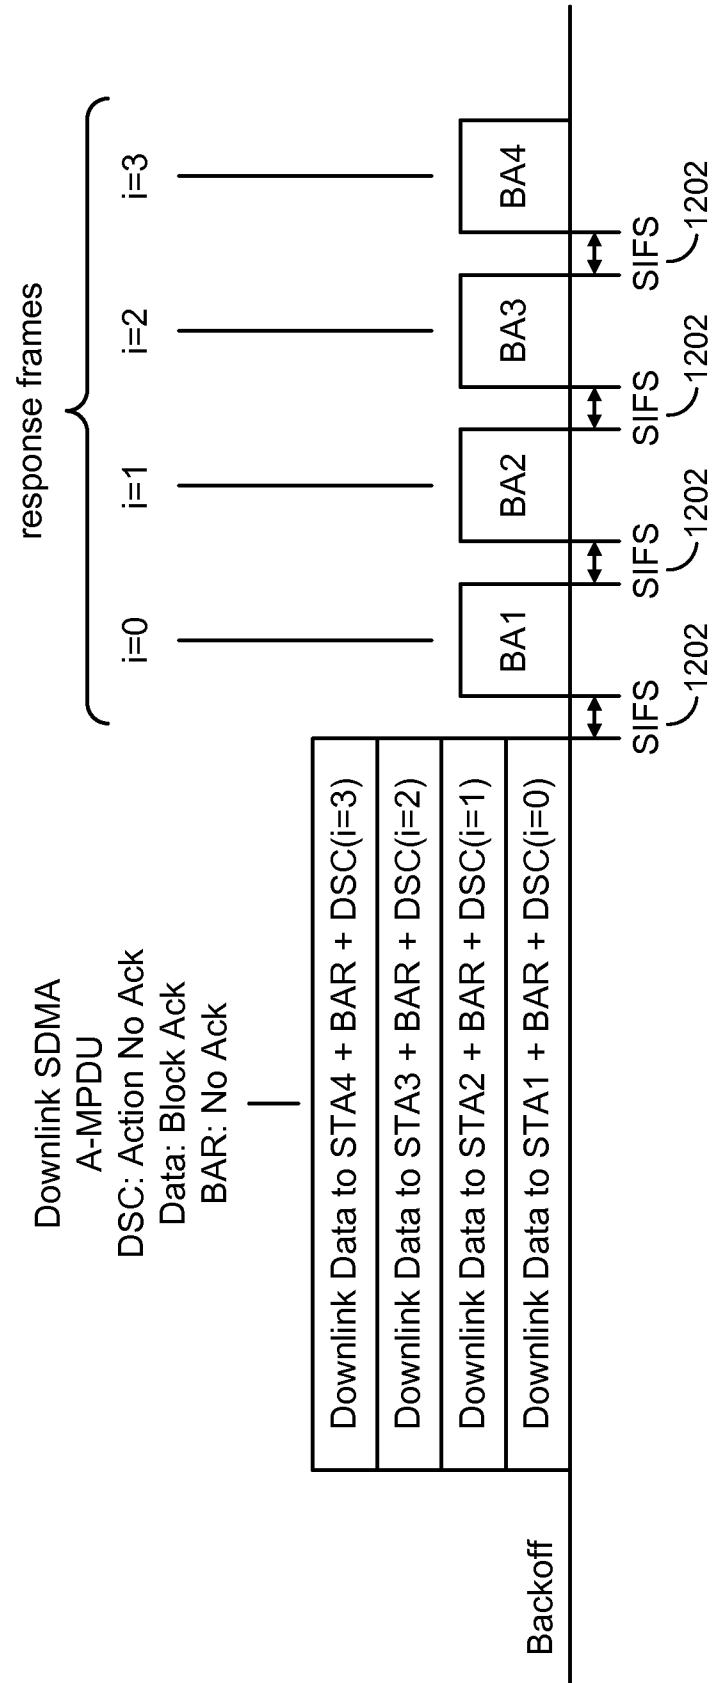 Downlink SDMA
A-MPDU
DSC: Action No Ack
Data: Block Ack
BAR: No Ack
response frames
i=0
i=1
i=2
i=3
Downlink Data to STA4 + BAR + DSC(i=3)
Downlink Data to STA3 + BAR + DSC(i=2)
Downlink Data to STA2 + BAR + DSC(i=1)
Downlink Data to STA1 + BAR + DSC(i=0)
Backoff
BA1
BA2
BA3
BA4
SIFS
SIFS
SIFS
SIFS
1202
1202
1202
1202